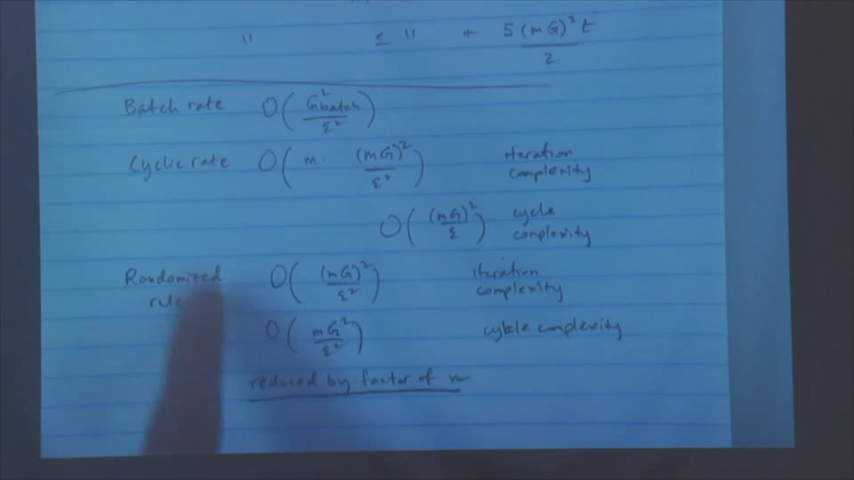 " ≤ " + 5(mG)²t / 2
Batch rate O( G²batch / ε² )
Cyclic rate O( m · (mG)² / ε² ) iteration complexity
O( (mG)² / ε ) cycle complexity
Randomized rule O( (mG)² / ε² ) iteration complexity
O( mG² / ε² ) cycle complexity
reduced by factor of m